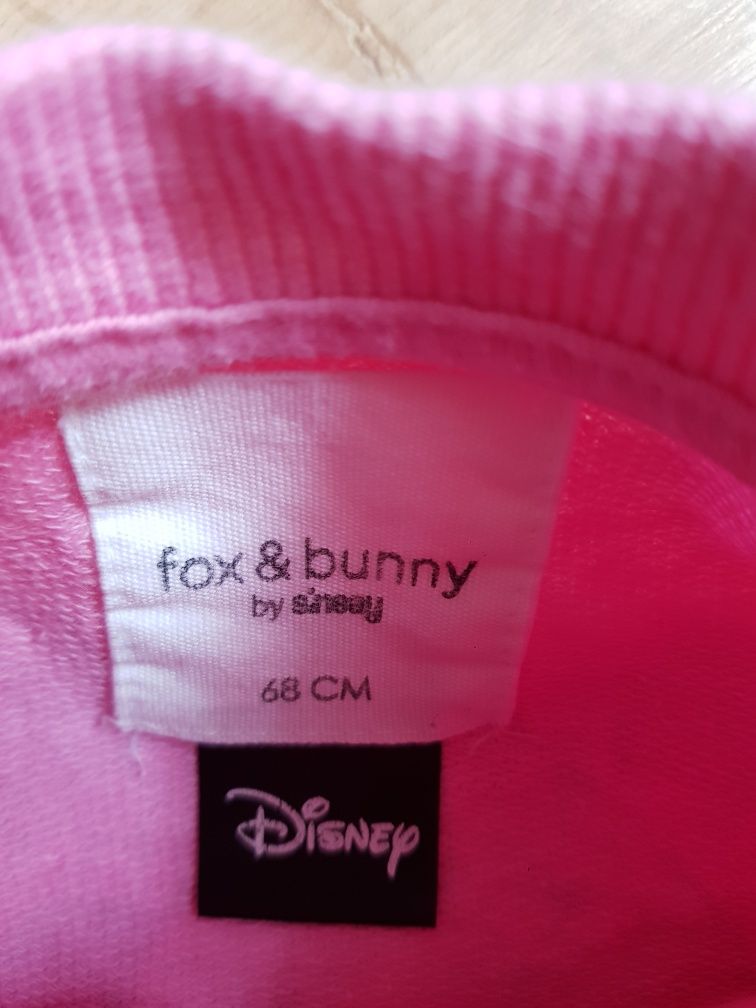 fox & bunny
by sinsay
68 CM
Disney